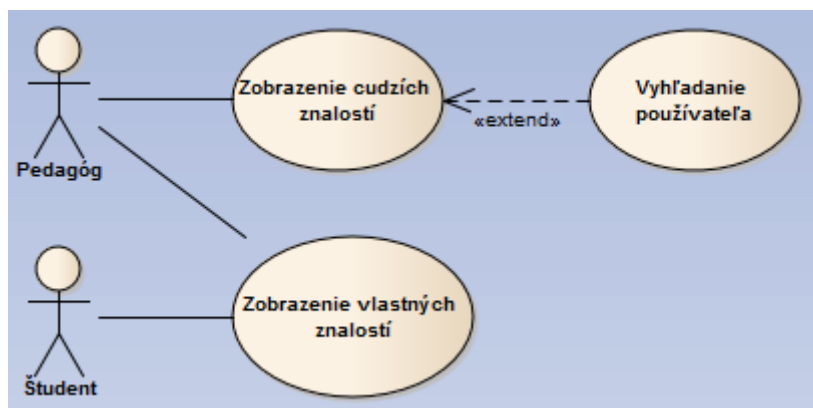 Zobrazenie cudzích
znalostí
Vyhľadanie
používateľa
«extend»
Pedagóg
Zobrazenie vlastných
znalostí
Študent